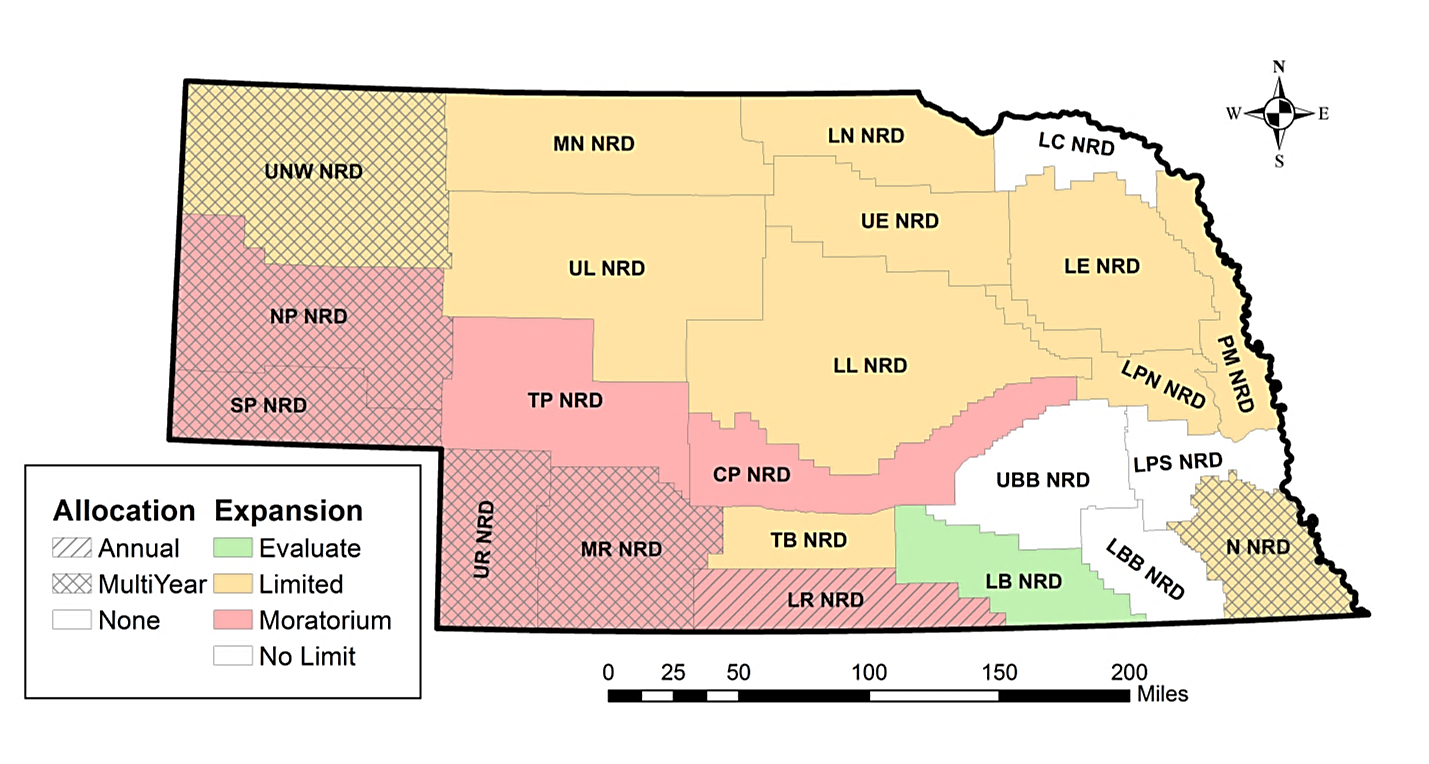 N
W E
S
LC NRD
LN NRD
MN NRD
UNW NRD
UE NRD
LE NRD
UL NRD
NP NRD
LL NRD
PM NRD
LPN NRD
TP NRD
SP NRD
LPS NRD
CP NRD
UBB NRD
UR NRD
MR NRD
TB NRD
N NRD
LBB NRD
LB NRD
LR NRD
Allocation Expansion
Annual Evaluate
MultiYear Limited
None Moratorium
No Limit
0 25 50 100 150 200
Miles